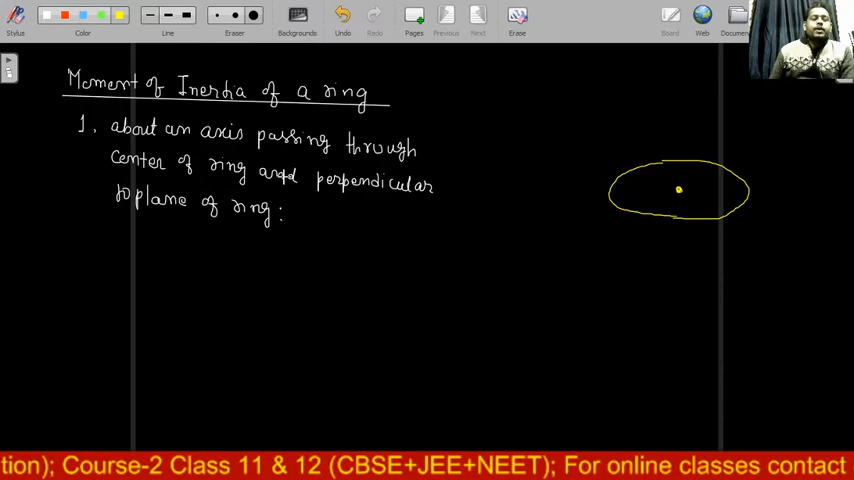 Stylus
Color
Line
Eraser
Backgrounds
Undo
Redo
Pages
Previous
Next
Erase
Board
Web
Documen
Moment of Inertia of a ring
1. about an axis passing through
center of ring and perpendicular
to plane of ring:
tion); Course-2 Class 11 & 12 (CBSE+JEE+NEET); For online classes contact